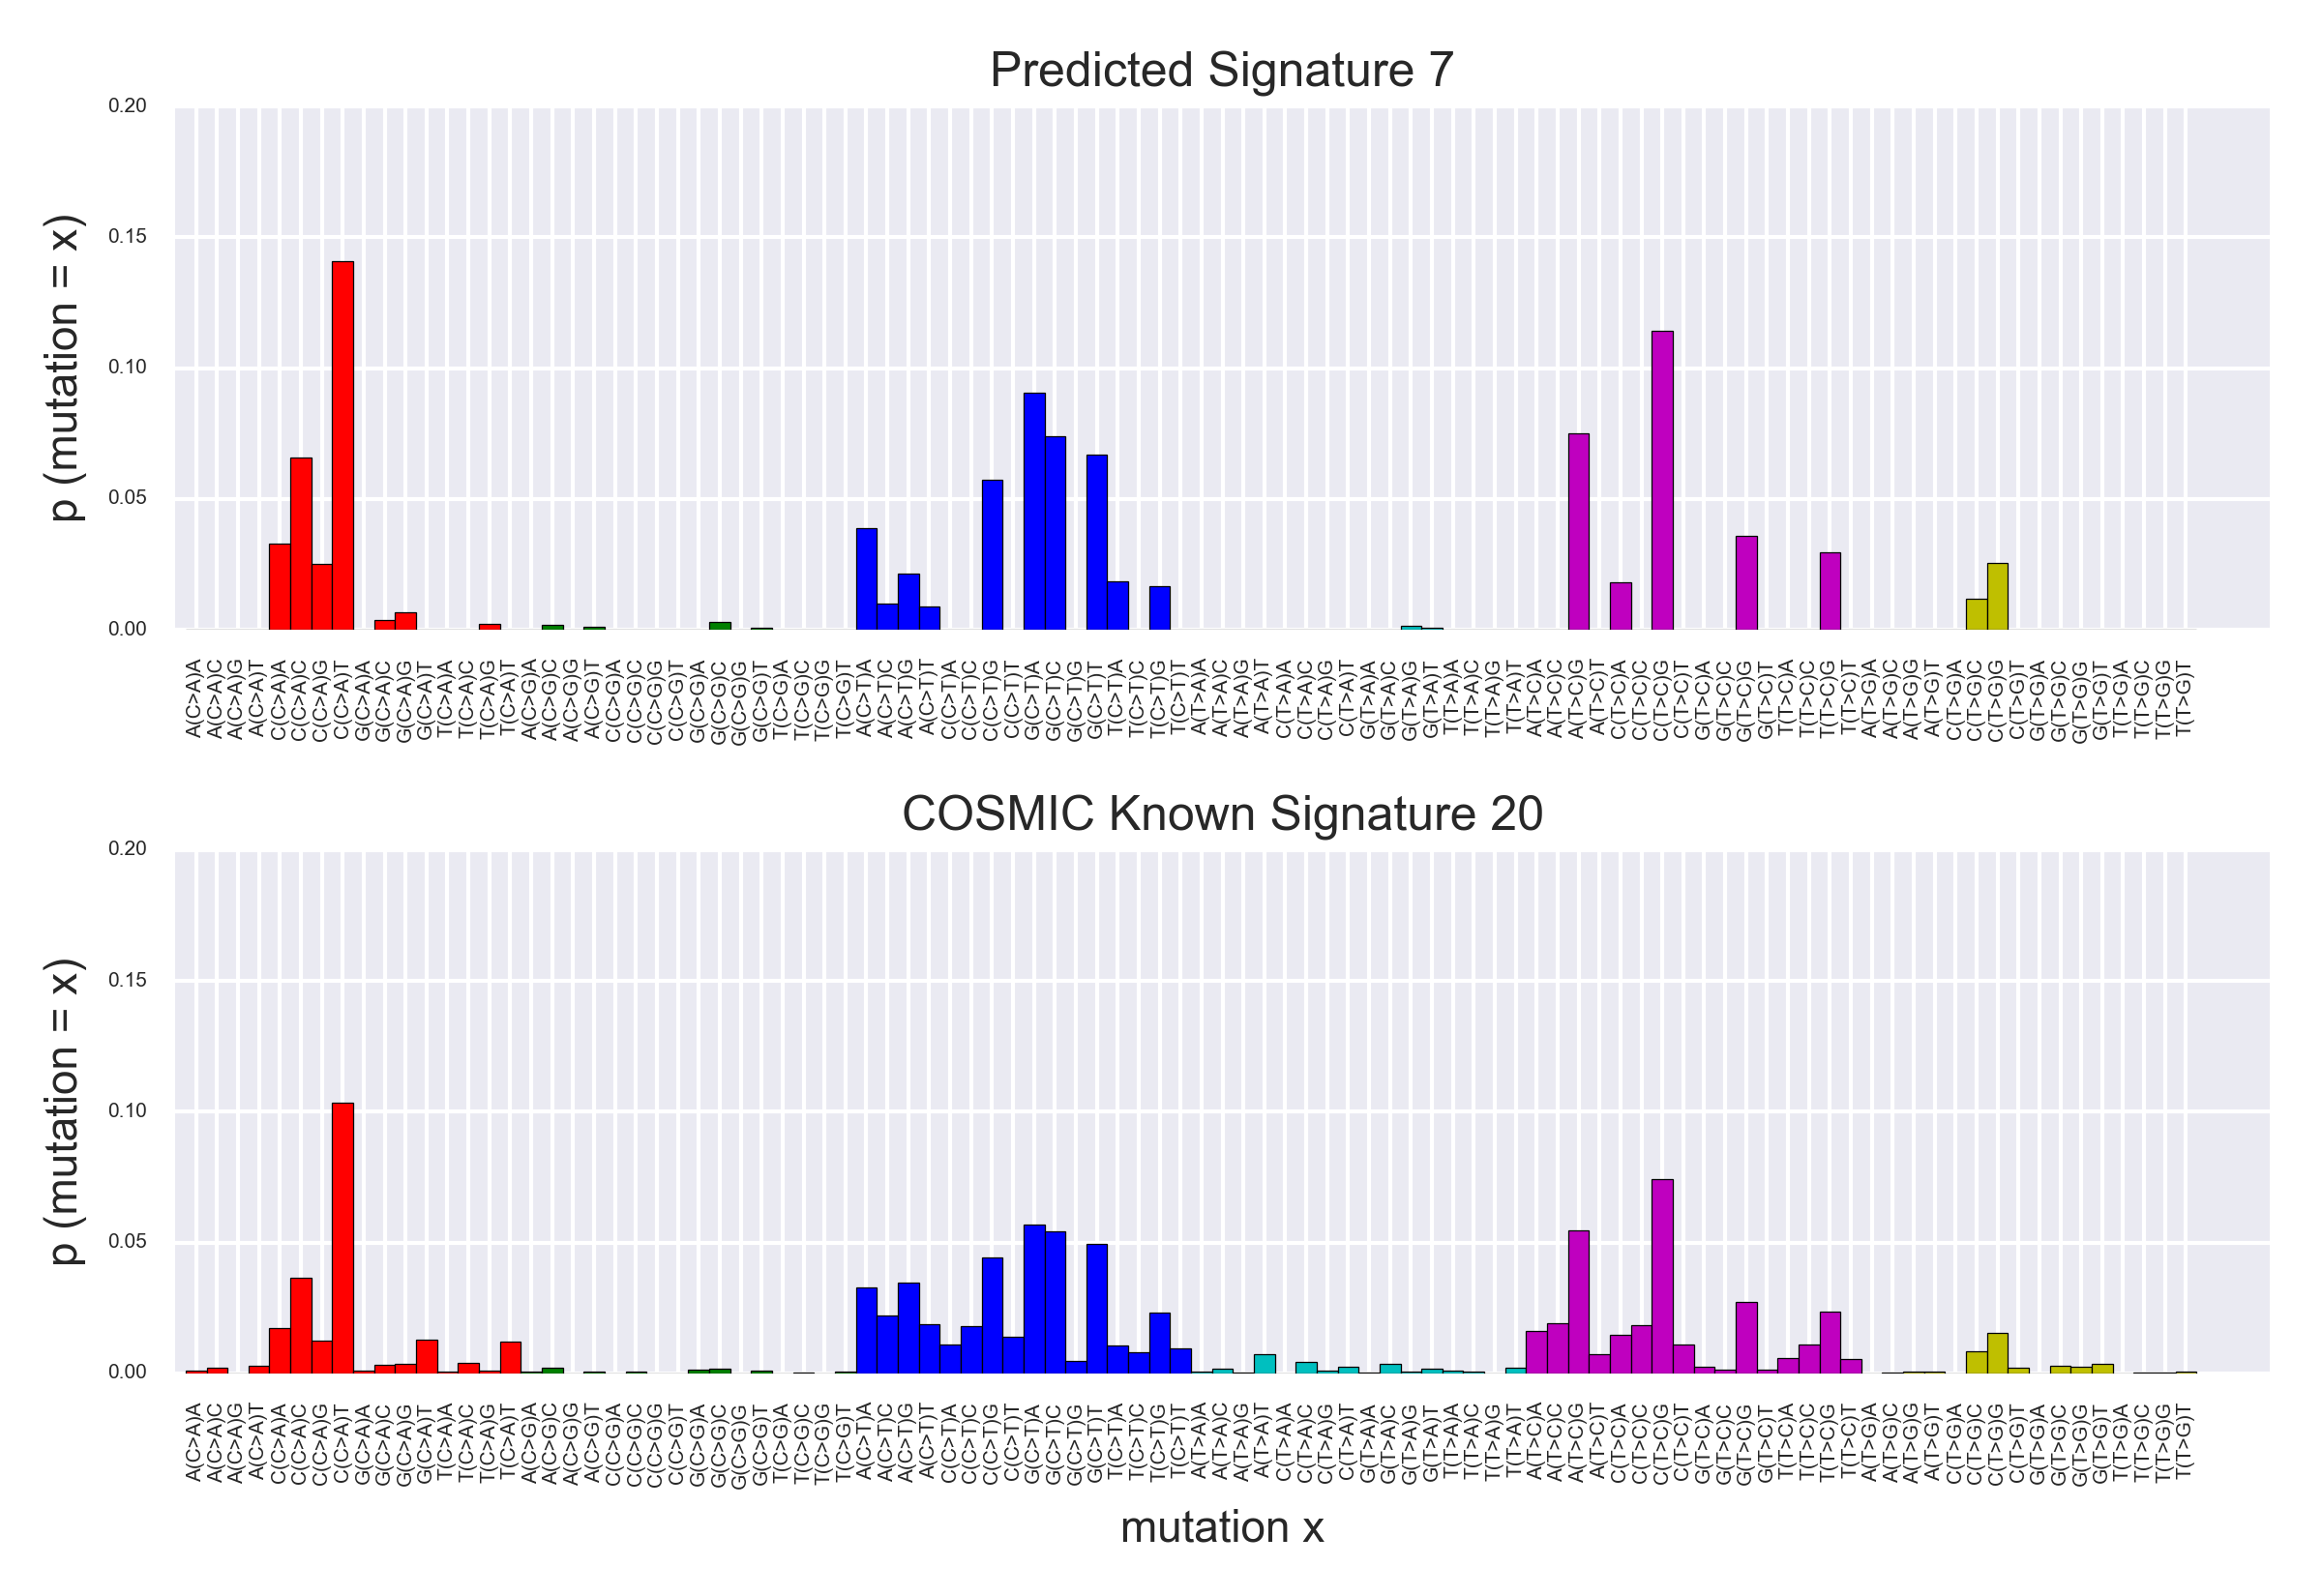 Predicted Signature 7
p (mutation = x)
0.20
0.15
0.10
0.05
0.00
A(C>A)A A(C>A)C A(C>A)G A(C>A)T C(C>A)A C(C>A)C C(C>A)G C(C>A)T G(C>A)A G(C>A)C G(C>A)G G(C>A)T T(C>A)A T(C>A)C T(C>A)G T(C>A)T A(C>G)A A(C>G)C A(C>G)G A(C>G)T C(C>G)A C(C>G)C C(C>G)G C(C>G)T G(C>G)A G(C>G)C G(C>G)G G(C>G)T T(C>G)A T(C>G)C T(C>G)G T(C>G)T A(C>T)A A(C>T)C A(C>T)G A(C>T)T C(C>T)A C(C>T)C C(C>T)G C(C>T)T G(C>T)A G(C>T)C G(C>T)G G(C>T)T T(C>T)A T(C>T)C T(C>T)G T(C>T)T A(T>A)A A(T>A)C A(T>A)G A(T>A)T C(T>A)A C(T>A)C C(T>A)G C(T>A)T G(T>A)A G(T>A)C G(T>A)G G(T>A)T T(T>A)A T(T>A)C T(T>A)G T(T>A)T A(T>C)A A(T>C)C A(T>C)G A(T>C)T C(T>C)A C(T>C)C C(T>C)G C(T>C)T G(T>C)A G(T>C)C G(T>C)G G(T>C)T T(T>C)A T(T>C)C T(T>C)G T(T>C)T A(T>G)A A(T>G)C A(T>G)G A(T>G)T C(T>G)A C(T>G)C C(T>G)G C(T>G)T G(T>G)A G(T>G)C G(T>G)G G(T>G)T T(T>G)A T(T>G)C T(T>G)G T(T>G)T
COSMIC Known Signature 20
p (mutation = x)
0.20
0.15
0.10
0.05
0.00
A(C>A)A A(C>A)C A(C>A)G A(C>A)T C(C>A)A C(C>A)C C(C>A)G C(C>A)T G(C>A)A G(C>A)C G(C>A)G G(C>A)T T(C>A)A T(C>A)C T(C>A)G T(C>A)T A(C>G)A A(C>G)C A(C>G)G A(C>G)T C(C>G)A C(C>G)C C(C>G)G C(C>G)T G(C>G)A G(C>G)C G(C>G)G G(C>G)T T(C>G)A T(C>G)C T(C>G)G T(C>G)T A(C>T)A A(C>T)C A(C>T)G A(C>T)T C(C>T)A C(C>T)C C(C>T)G C(C>T)T G(C>T)A G(C>T)C G(C>T)G G(C>T)T T(C>T)A T(C>T)C T(C>T)G T(C>T)T A(T>A)A A(T>A)C A(T>A)G A(T>A)T C(T>A)A C(T>A)C C(T>A)G C(T>A)T G(T>A)A G(T>A)C G(T>A)G G(T>A)T T(T>A)A T(T>A)C T(T>A)G T(T>A)T A(T>C)A A(T>C)C A(T>C)G A(T>C)T C(T>C)A C(T>C)C C(T>C)G C(T>C)T G(T>C)A G(T>C)C G(T>C)G G(T>C)T T(T>C)A T(T>C)C T(T>C)G T(T>C)T A(T>G)A A(T>G)C A(T>G)G A(T>G)T C(T>G)A C(T>G)C C(T>G)G C(T>G)T G(T>G)A G(T>G)C G(T>G)G G(T>G)T T(T>G)A T(T>G)C T(T>G)G T(T>G)T
mutation x